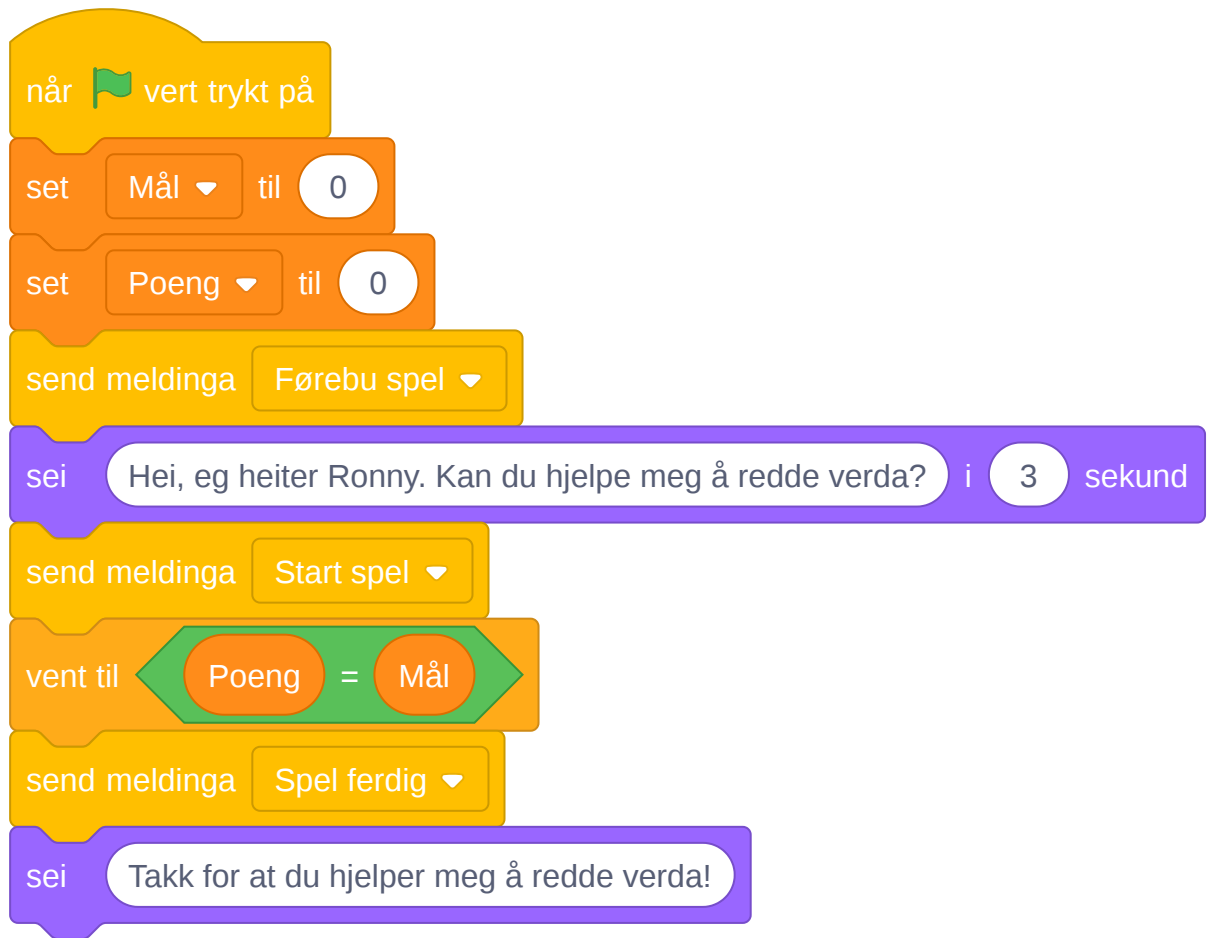 når vert trykt på
set Mål til 0
set Poeng til 0
send meldinga Førebu spel
sei Hei, eg heiter Ronny. Kan du hjelpe meg å redde verda? i 3 sekund
send meldinga Start spel
vent til Poeng = Mål
send meldinga Spel ferdig
sei Takk for at du hjelper meg å redde verda!